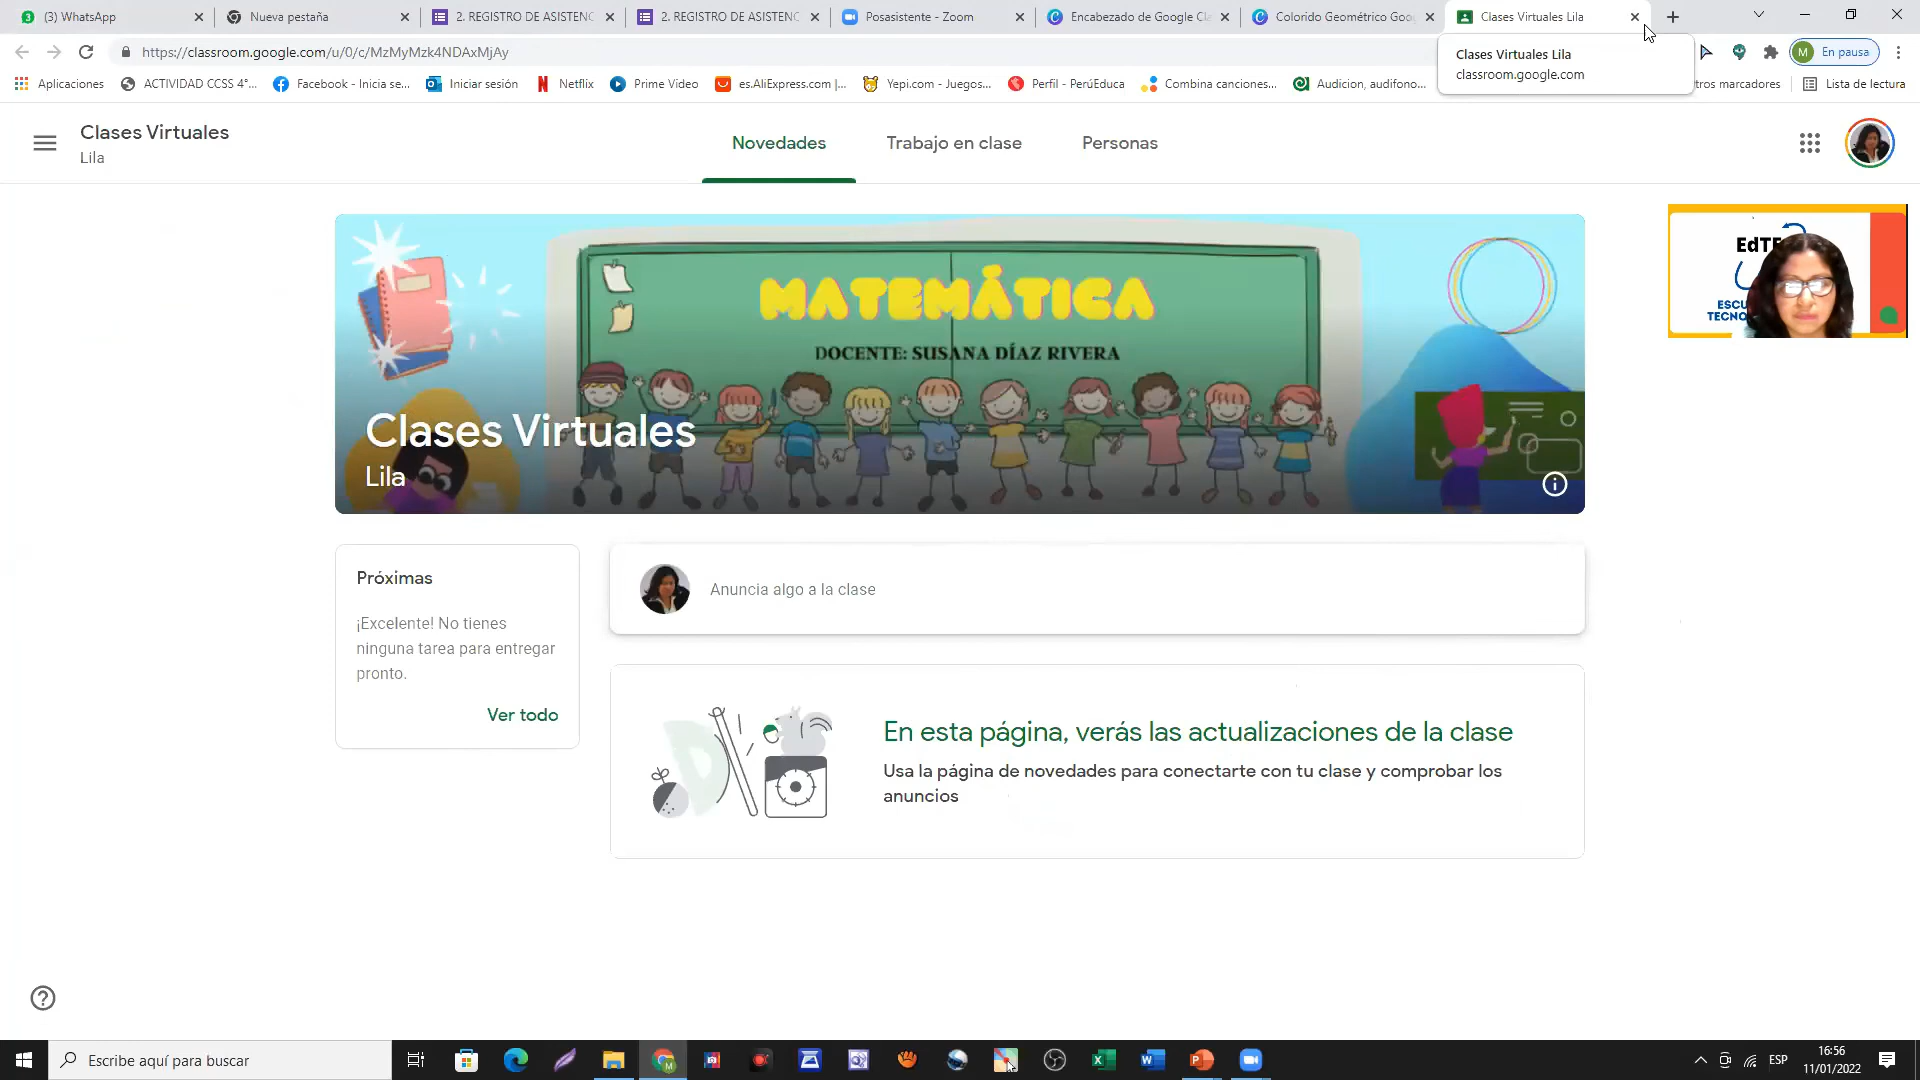 (3) WhatsApp
Nueva pestaña
2. REGISTRO DE ASISTENC
2. REGISTRO DE ASISTENC
Posasistente - Zoom
Encabezado de Google Cl
Colorido Geométrico Goo
Clases Virtuales Lila
https://classroom.google.com/u/0/c/MzMyMzk4NDAxMjAy
Clases Virtuales Lila
classroom.google.com
M En pausa
Aplicaciones
ACTIVIDAD CCSS 4°...
Facebook - Inicia se...
Iniciar sesión
Netflix
Prime Video
es.AliExpress.com |...
Yepi.com - Juegos...
Perfil - PerúEduca
Combina canciones...
Audicion, audifono...
tros marcadores
Lista de lectura
Clases Virtuales
Lila
Novedades
Trabajo en clase
Personas
MATEMÁTICA
DOCENTE: SUSANA DÍAZ RIVERA
Clases Virtuales
Lila
EdTE
ESCU
TECNO
Próximas
¡Excelente! No tienes
ninguna tarea para entregar
pronto.
Ver todo
Anuncia algo a la clase
En esta página, verás las actualizaciones de la clase
Usa la página de novedades para conectarte con tu clase y comprobar los
anuncios
Escribe aquí para buscar
ESP
16:56
11/01/2022